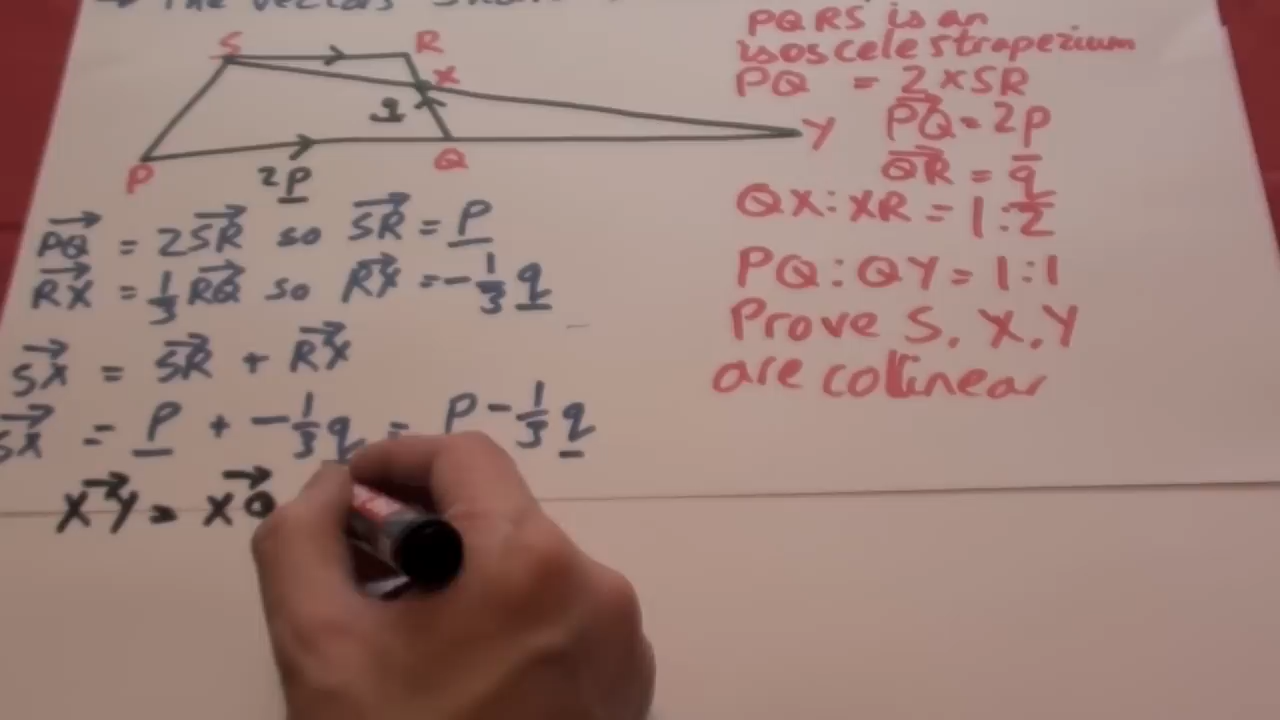 → The vectors
PQRS is an
isosceles trapezium
PQ = 2 × SR
PQ = 2p
QR = q
QX : XR = 1 : 2
PQ : QY = 1 : 1
Prove S, X, Y
are collinear
S R
X
q
Y
P Q
2p
PQ = 2SR so SR = P
RX = 1/3 RQ so RX = -1/3 q
SX = SR + RX
SX = P + -1/3 q = P - 1/3 q
XY = XQ